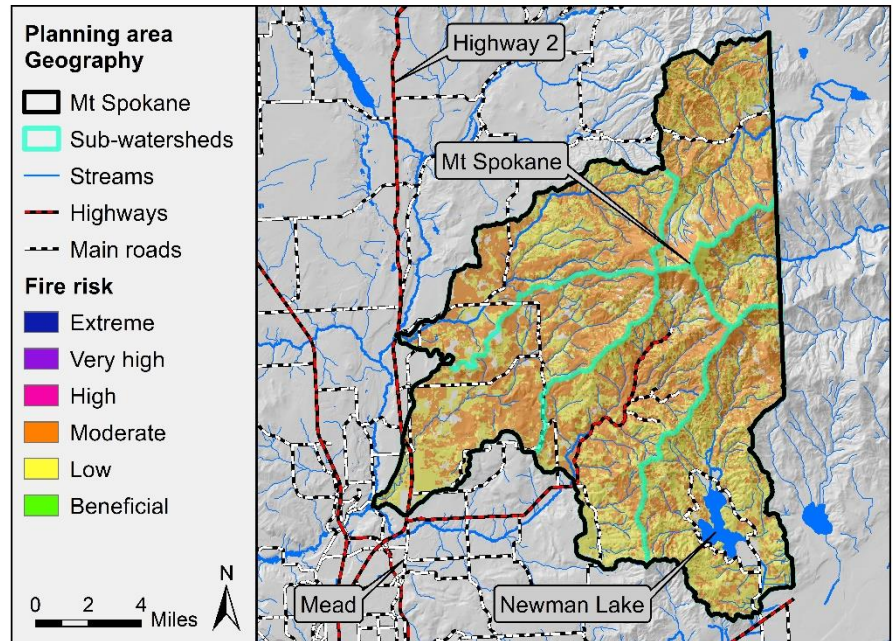 Planning area
Geography
Mt Spokane
Sub-watersheds
Streams
Highways
Main roads
Fire risk
Extreme
Very high
High
Moderate
Low
Beneficial
N
0 2 4 Miles
Highway 2
Mt Spokane
Mead
Newman Lake